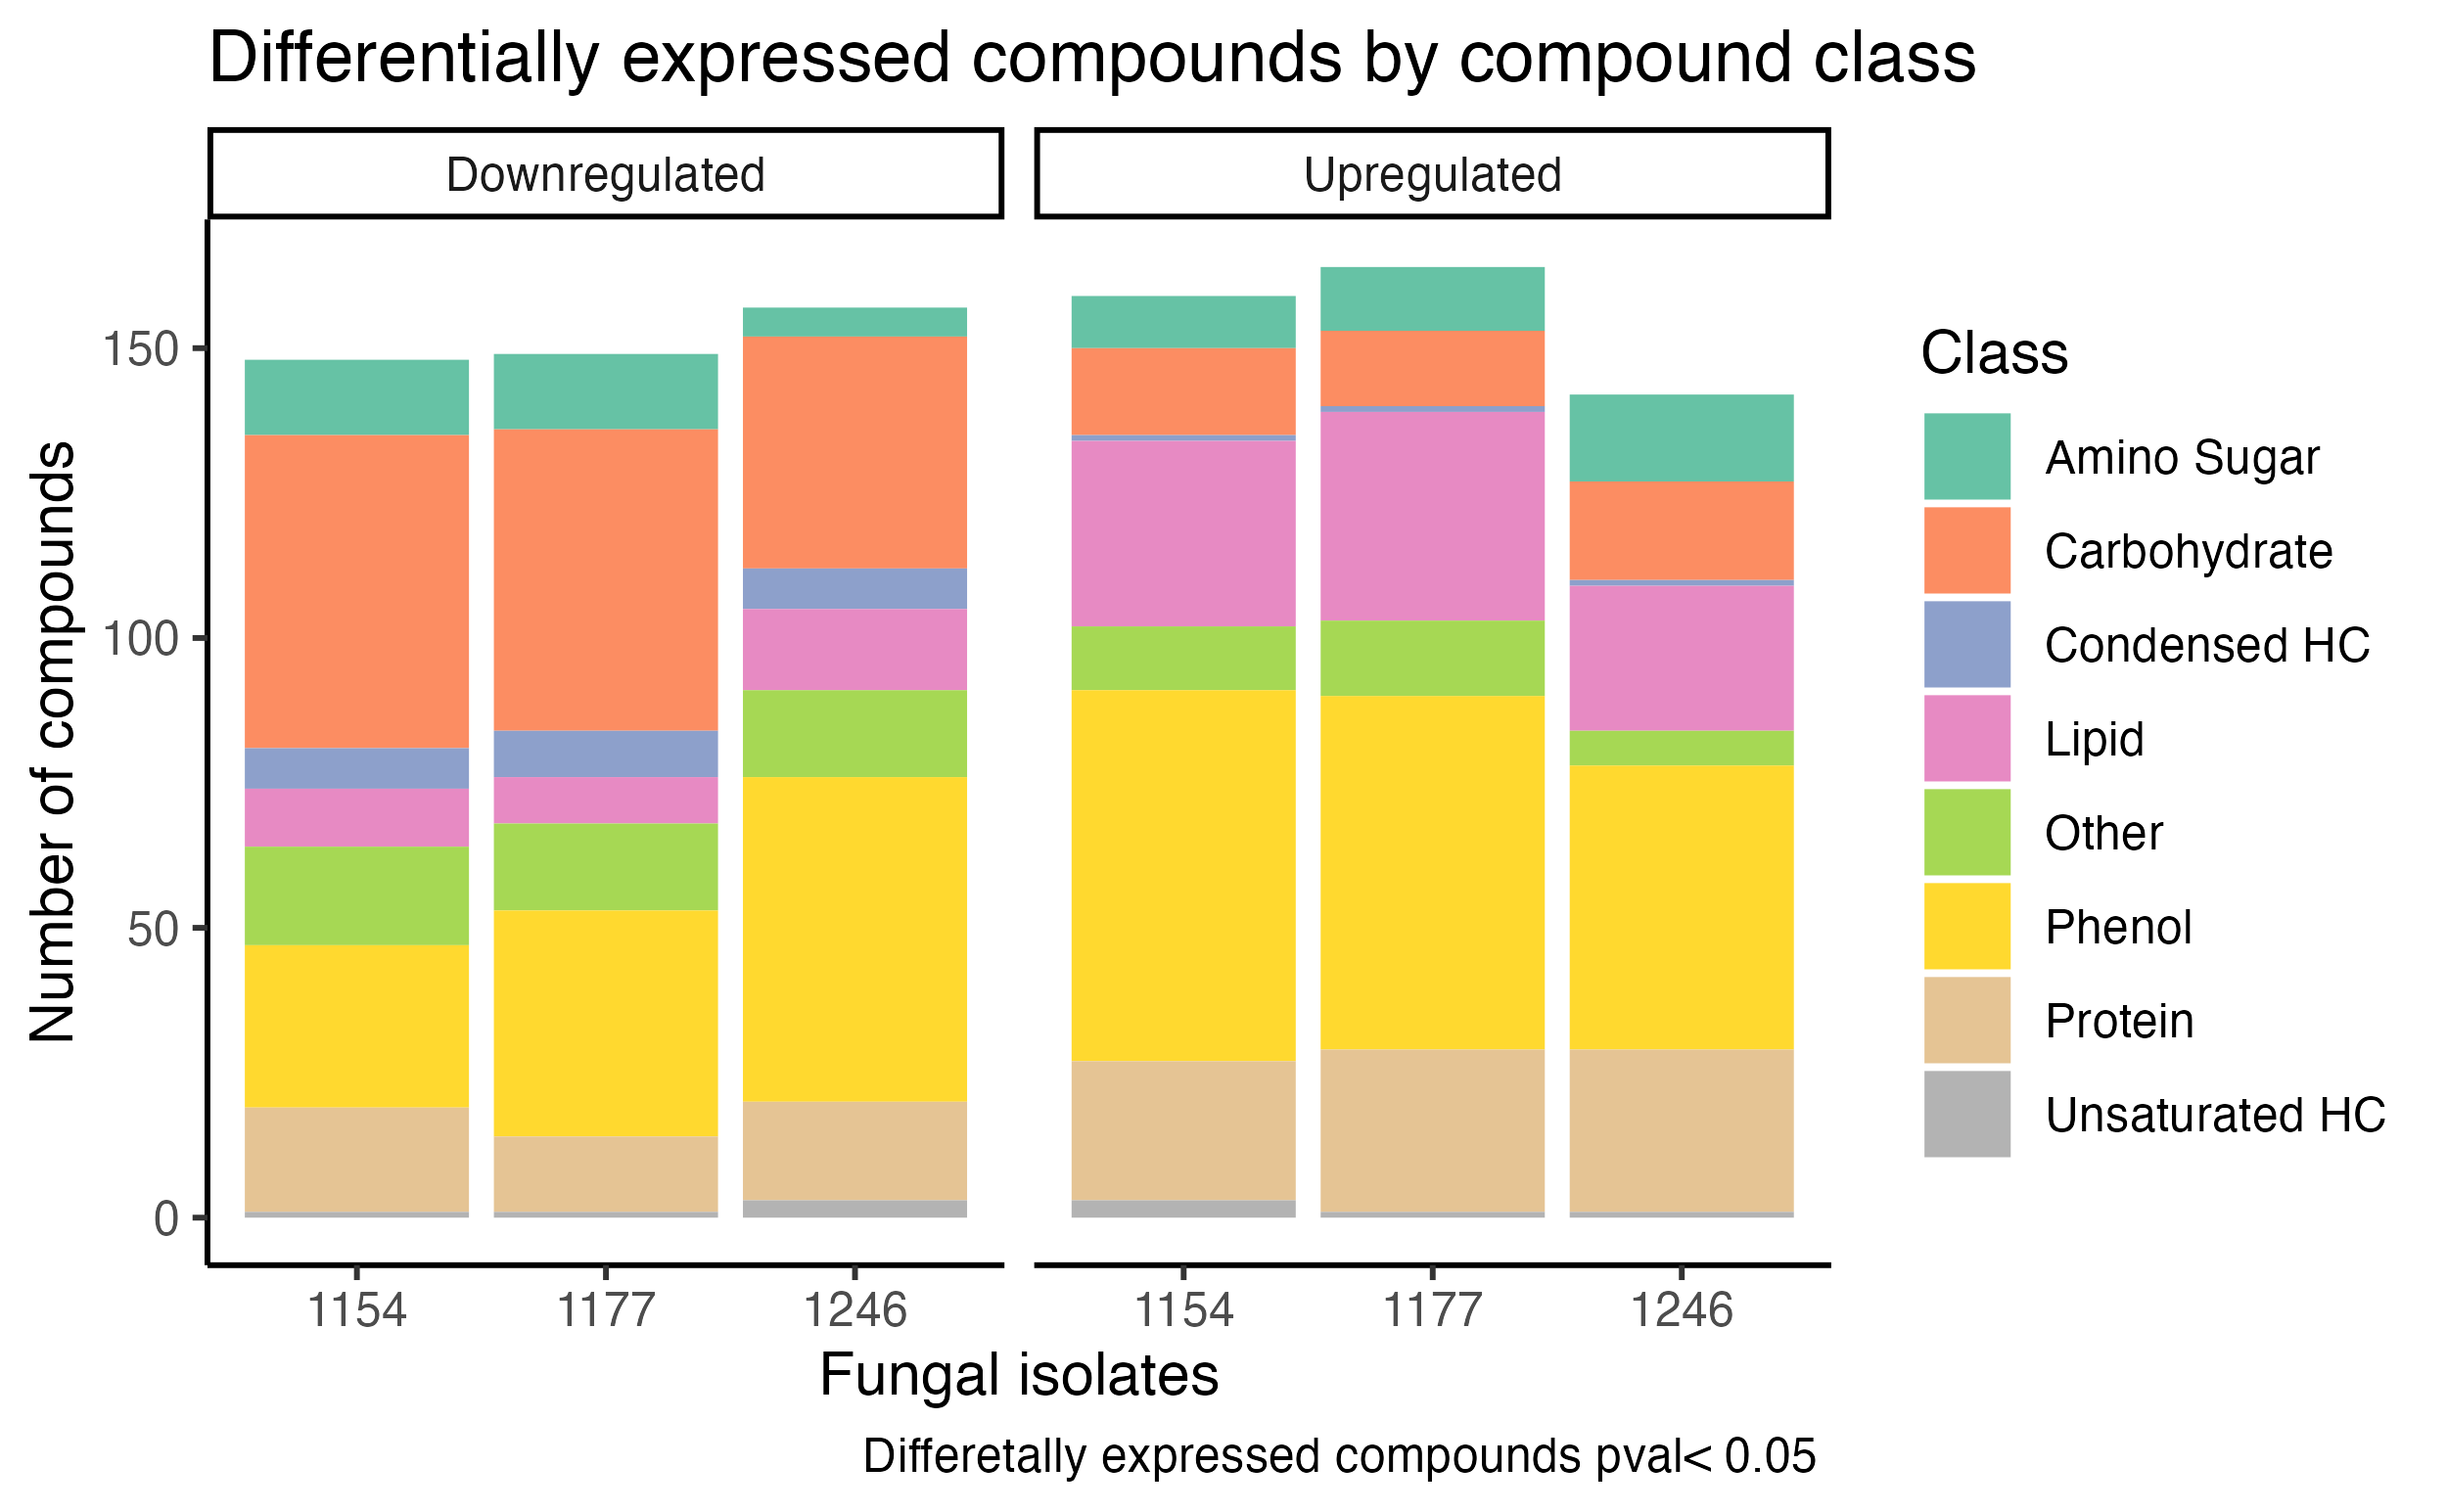 Differentially expressed compounds by compound class
Downregulated
Upregulated
Number of compounds
150
100
50
0
1154
1177
1246
1154
1177
1246
Fungal isolates
Differetally expressed compounds pval< 0.05
Class
Amino Sugar
Carbohydrate
Condensed HC
Lipid
Other
Phenol
Protein
Unsaturated HC